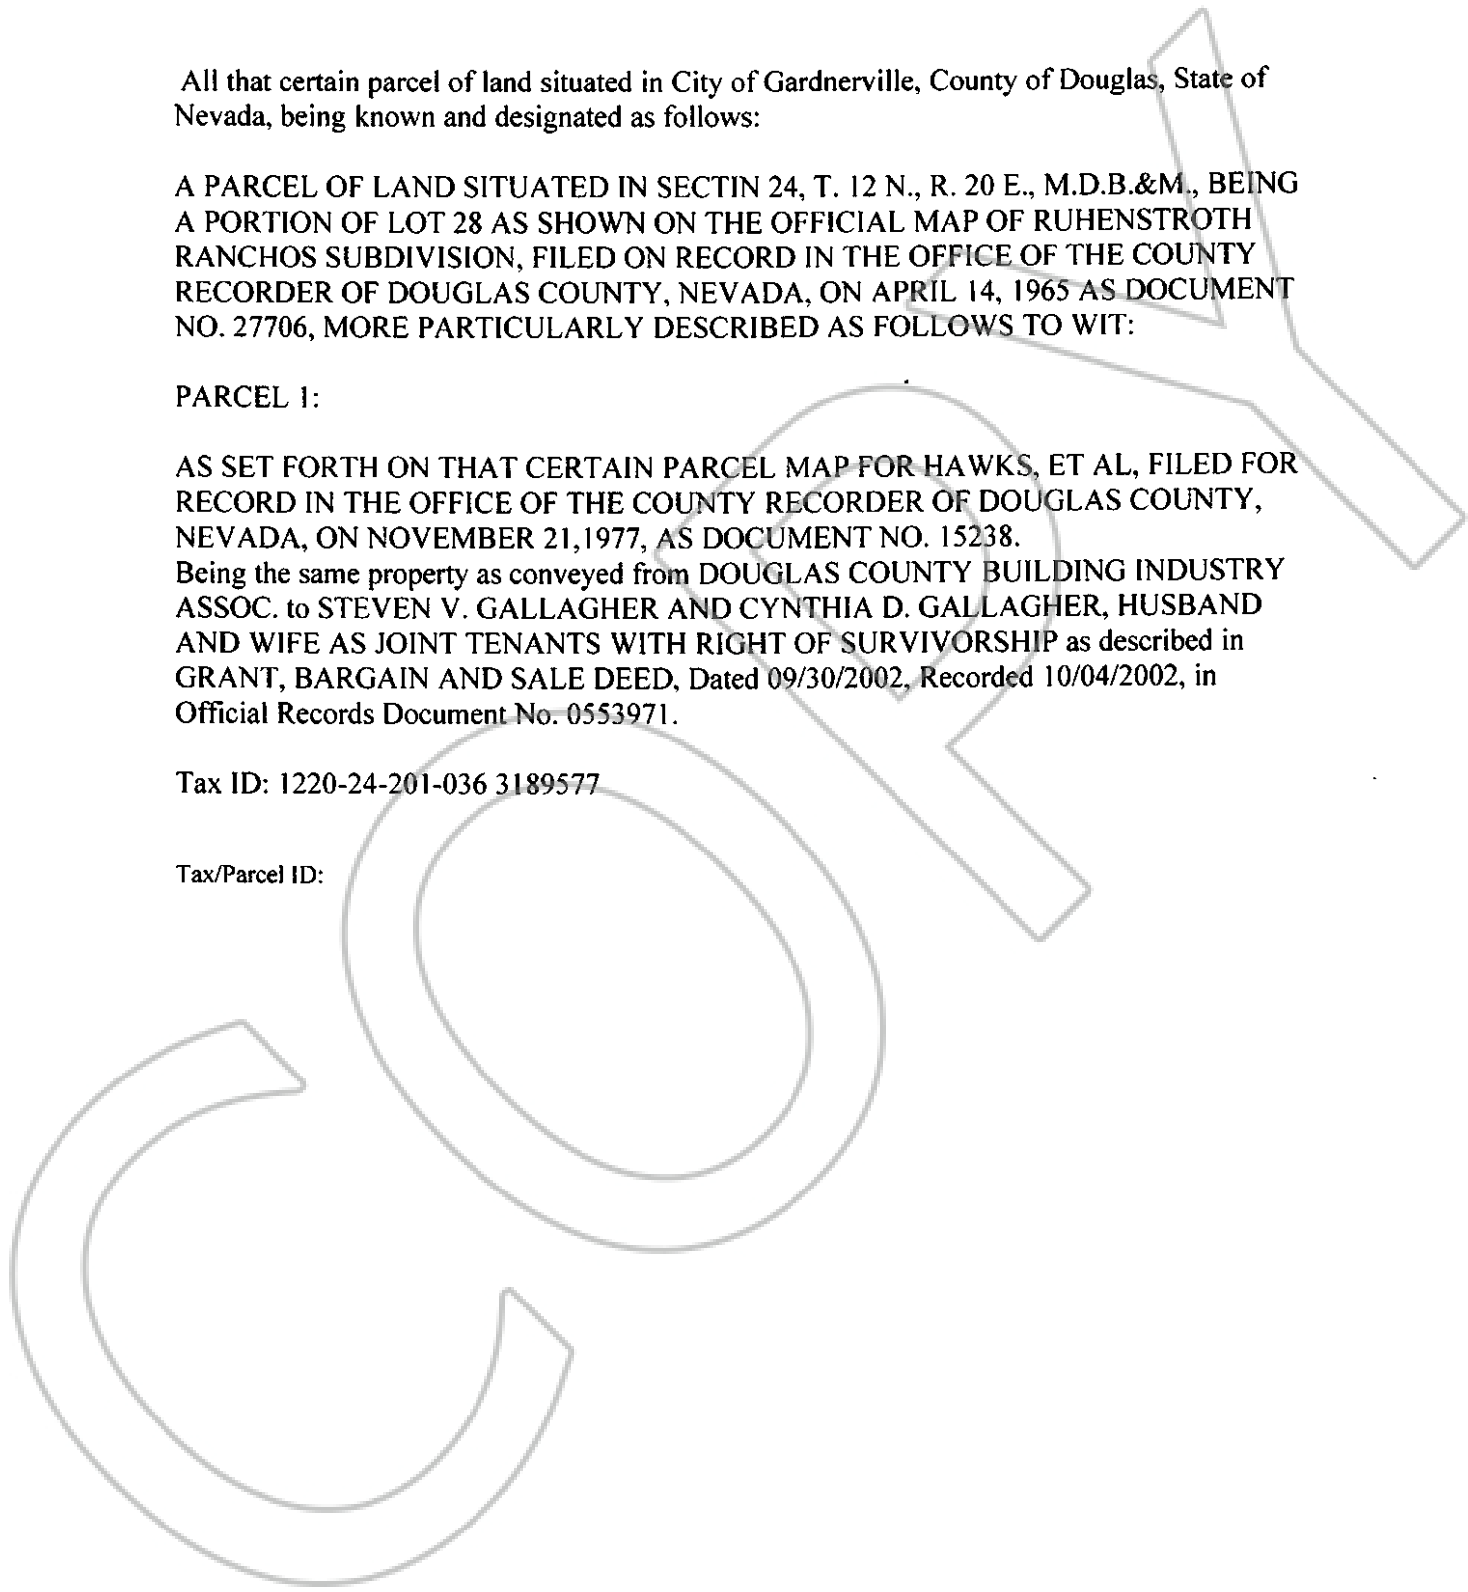 All that certain parcel of land situated in City of Gardnerville, County of Douglas, State of
Nevada, being known and designated as follows:
A PARCEL OF LAND SITUATED IN SECTIN 24, T. 12 N., R. 20 E., M.D.B.&M., BEING
A PORTION OF LOT 28 AS SHOWN ON THE OFFICIAL MAP OF RUHENSTROTH
RANCHOS SUBDIVISION, FILED ON RECORD IN THE OFFICE OF THE COUNTY
RECORDER OF DOUGLAS COUNTY, NEVADA, ON APRIL 14, 1965 AS DOCUMENT
NO. 27706, MORE PARTICULARLY DESCRIBED AS FOLLOWS TO WIT:
PARCEL 1:
AS SET FORTH ON THAT CERTAIN PARCEL MAP FOR HAWKS, ET AL, FILED FOR
RECORD IN THE OFFICE OF THE COUNTY RECORDER OF DOUGLAS COUNTY,
NEVADA, ON NOVEMBER 21,1977, AS DOCUMENT NO. 15238.
Being the same property as conveyed from DOUGLAS COUNTY BUILDING INDUSTRY
ASSOC. to STEVEN V. GALLAGHER AND CYNTHIA D. GALLAGHER, HUSBAND
AND WIFE AS JOINT TENANTS WITH RIGHT OF SURVIVORSHIP as described in
GRANT, BARGAIN AND SALE DEED, Dated 09/30/2002, Recorded 10/04/2002, in
Official Records Document No. 0553971.
Tax ID: 1220-24-201-036 3189577
Tax/Parcel ID:
COPY